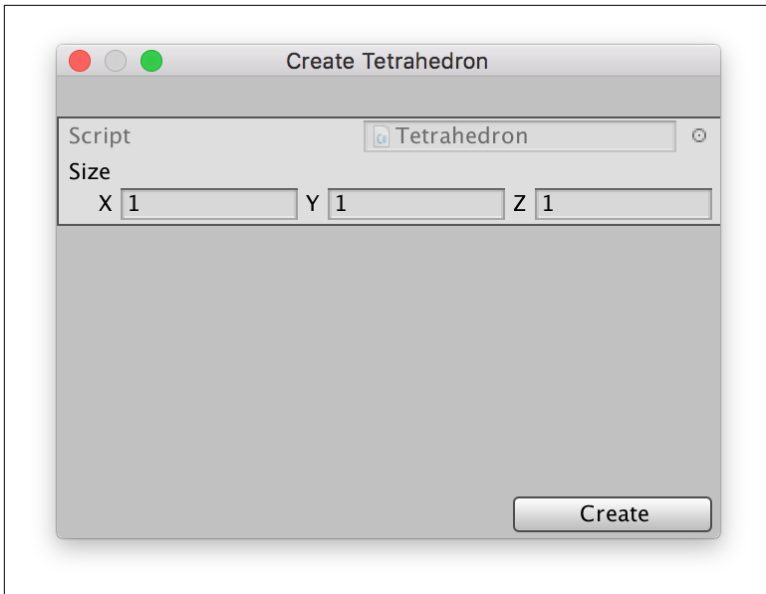 Create Tetrahedron
Script Tetrahedron
Size
X 1 Y 1 Z 1
Create